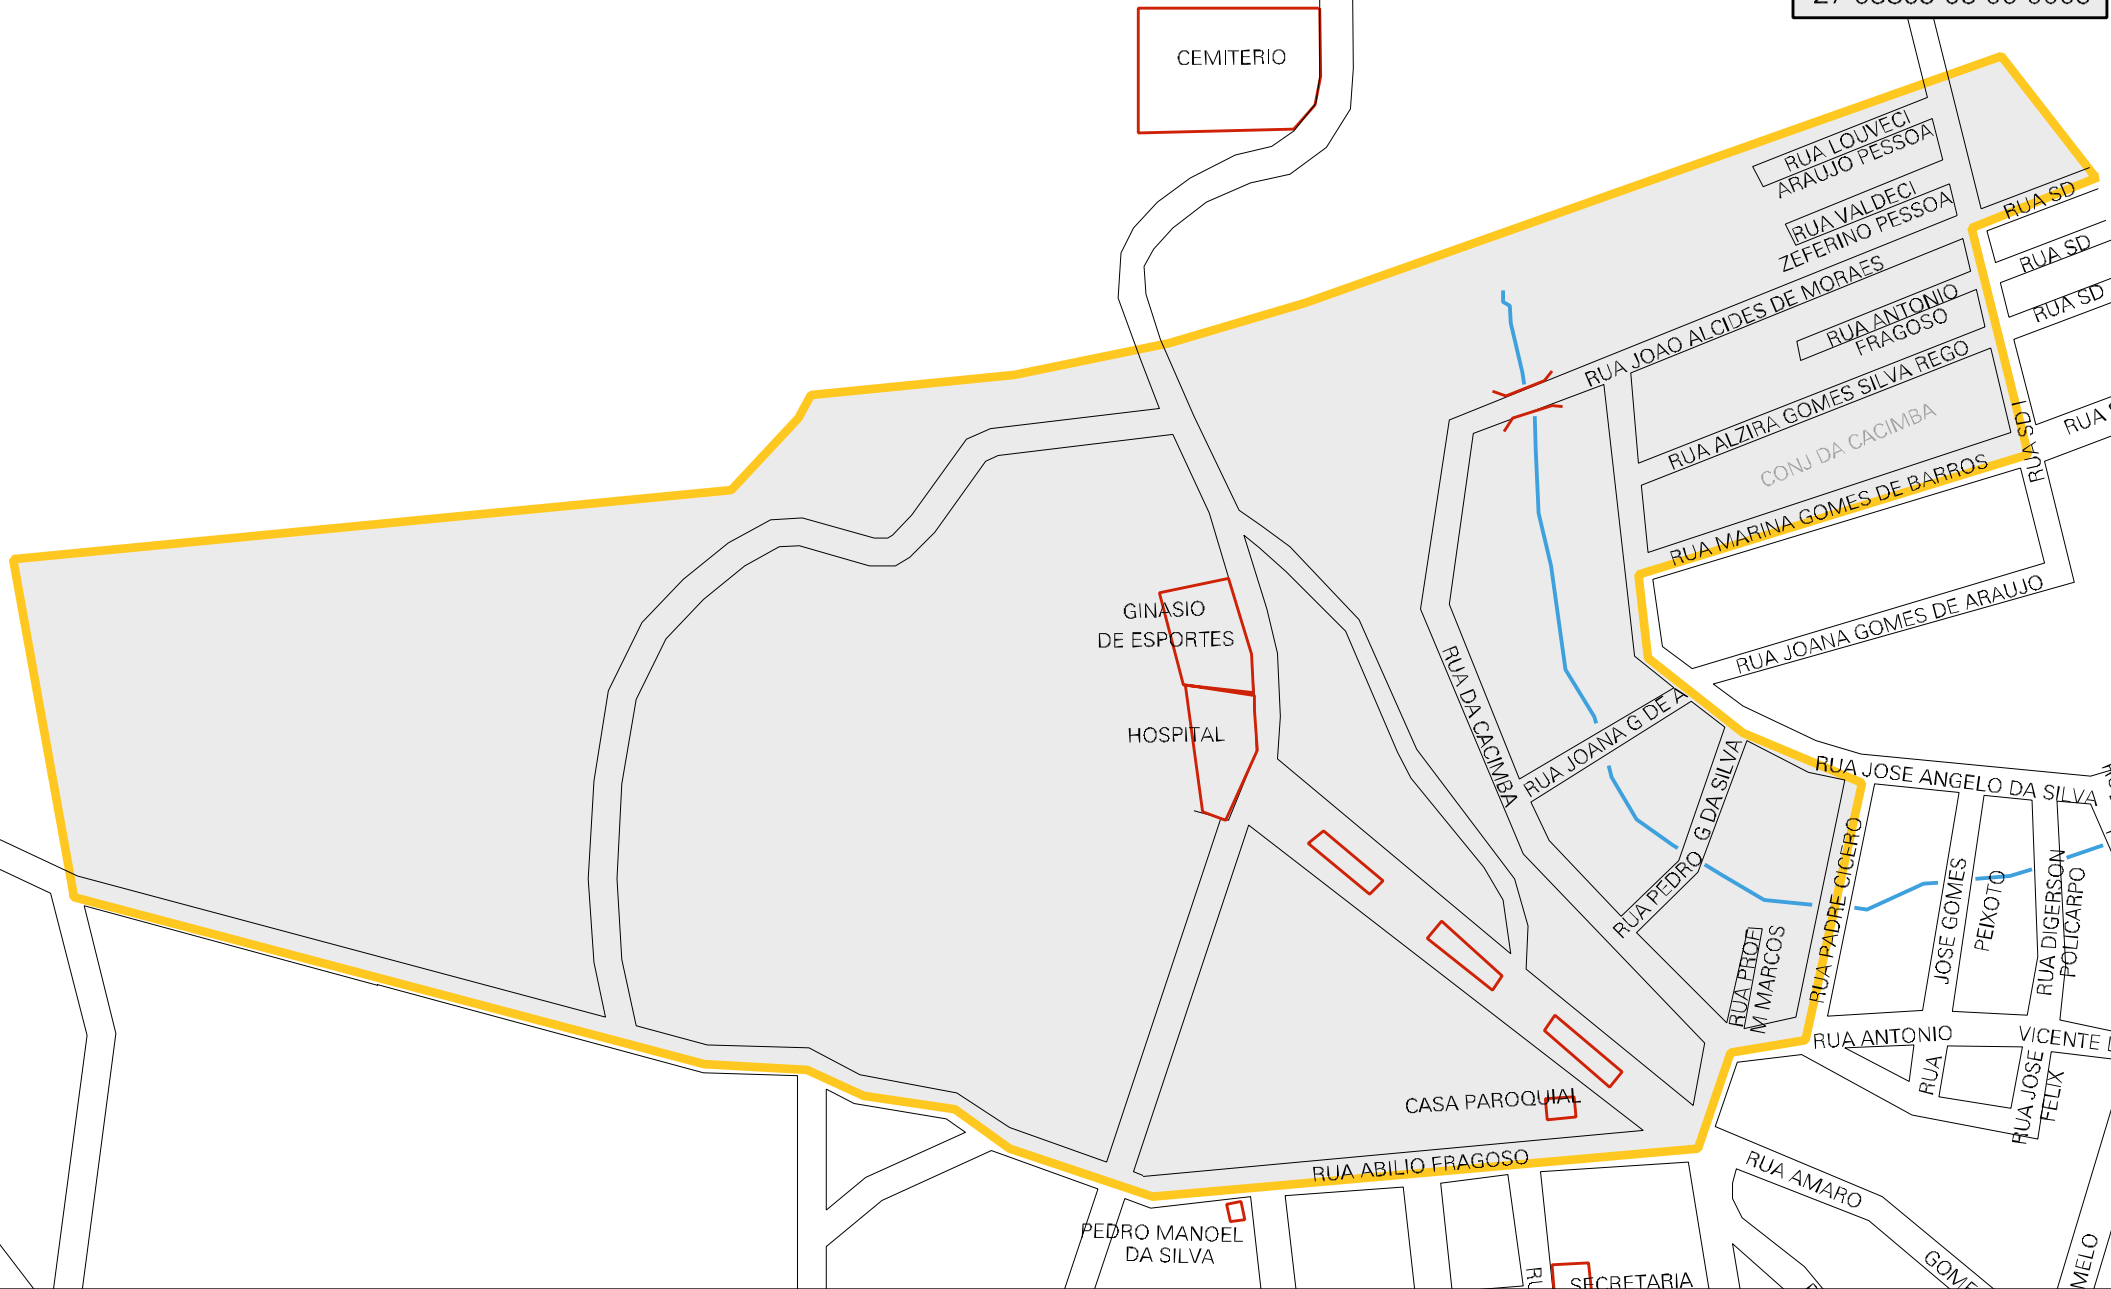 CEMITERIO
RUA LOUVECI
ARAUJO PESSOA
RUA VALDECI
ZEFERINO PESSOA
RUA SD
RUA SD
RUA SD
RUA JOAO ALCIDES DE MORAES
RUA ANTONIO
FRAGOSO
RUA ALZIRA GOMES SILVA REGO
CONJ DA CACIMBA
RUA SD I
RUA
RUA MARINA GOMES DE BARROS
RUA JOANA GOMES DE ARAUJO
GINASIO
DE ESPORTES
HOSPITAL
RUA DA CACIMBA
RUA JOANA G DE A
RUA PEDRO G DA SILVA
RUA JOSE ANGELO DA SILVA
RUA PADRE CICERO
JOSE GOMES
PEIXOTO
RUA DIGERSON
POLICARPO
RUA PROF
M MARCOS
RUA ANTONIO
VICENTE
RUA
RUA JOSE
FELIX
CASA PAROQUIAL
RUA ABILIO FRAGOSO
RUA AMARO
GOME
MELO
PEDRO MANOEL
DA SILVA
RU
SECRETARIA